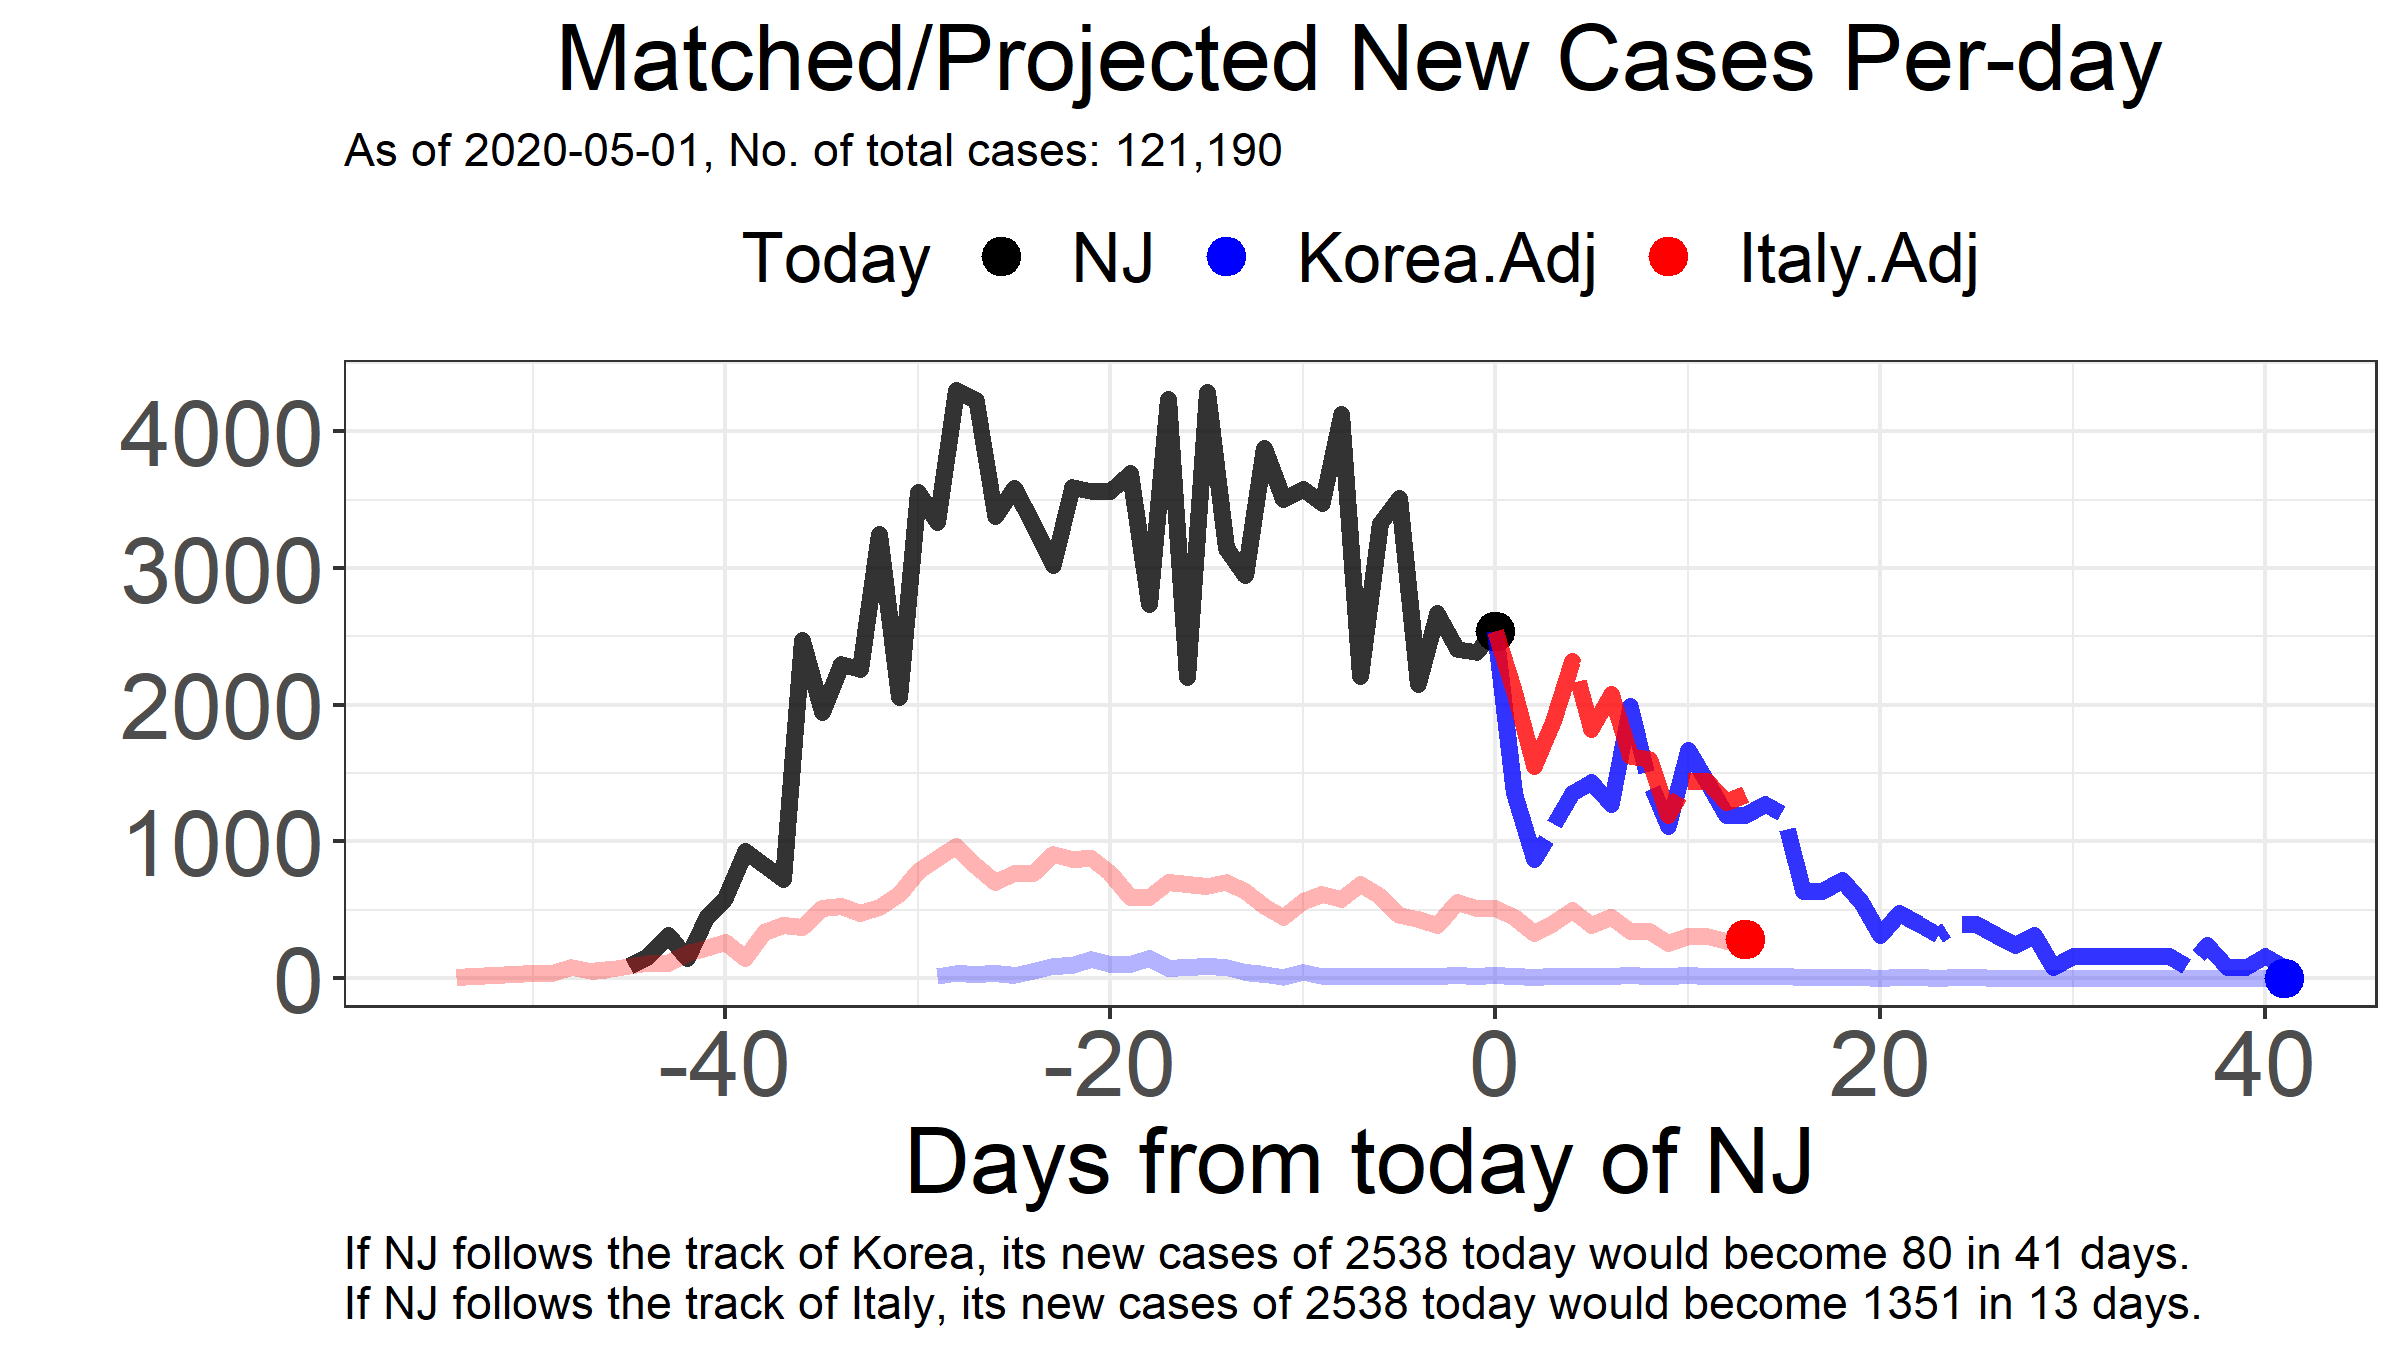 Matched/Projected New Cases Per-day
As of 2020-05-01, No. of total cases: 121,190
Today NJ Korea.Adj Italy.Adj
4000
3000
2000
1000
0
-40 -20 0 20 40
Days from today of NJ
If NJ follows the track of Korea, its new cases of 2538 today would become 80 in 41 days.
If NJ follows the track of Italy, its new cases of 2538 today would become 1351 in 13 days.